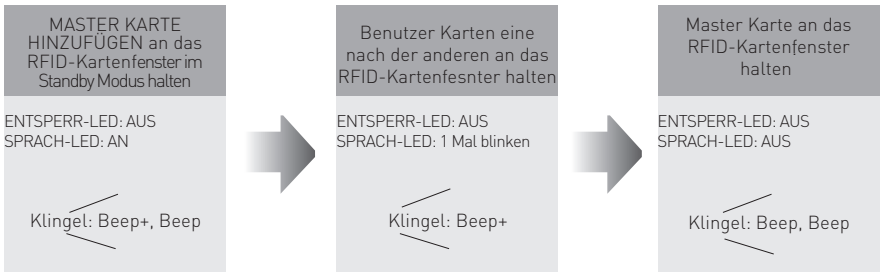 MASTER KARTE
HINZUFÜGEN an das
RFID-Kartenfenster im
Standby Modus halten
ENTSPERR-LED: AUS
SPRACH-LED: AN
Klingel: Beep+, Beep
Benutzer Karten eine
nach der anderen an das
RFID-Kartenfesnter halten
ENTSPERR-LED: AUS
SPRACH-LED: 1 Mal blinken
Klingel: Beep+
Master Karte an das
RFID-Kartenfenster
halten
ENTSPERR-LED: AUS
SPRACH-LED: AUS
Klingel: Beep, Beep